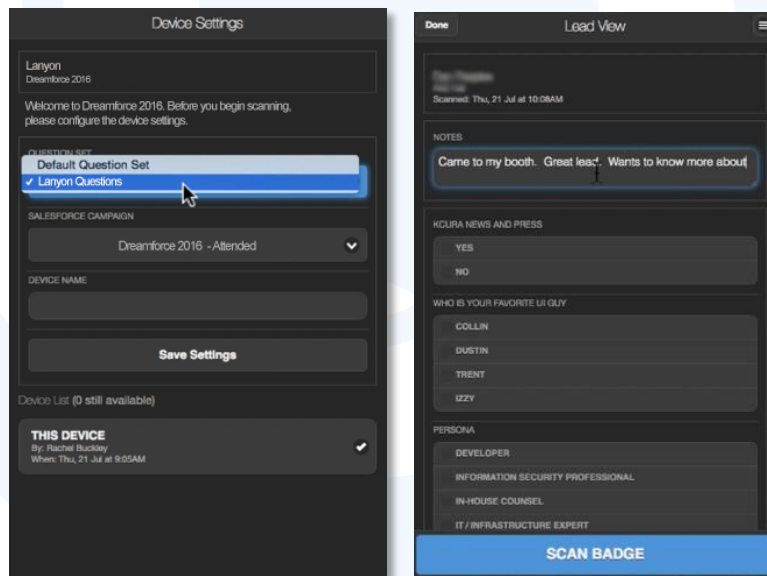 Device Settings
Lanyon
Dreamforce 2016
Welcome to Dreamforce 2016. Before you begin scanning,
please configure the device settings.
QUESTION SET
Default Question Set
✓ Lanyon Questions
SALESFORCE CAMPAIGN
Dreamforce 2016 - Attended
DEVICE NAME
Save Settings
Device List (0 still available)
THIS DEVICE
By: Rachel Buckley
When: Thu, 21 Jul at 9:05AM
Done
Lead View
Scanned: Thu, 21 Jul at 10:08AM
NOTES
Came to my booth. Great lead. Wants to know more about
KCURA NEWS AND PRESS
YES
NO
WHO IS YOUR FAVORITE UI GUY
COLLIN
DUSTIN
TRENT
IZZY
PERSONA
DEVELOPER
INFORMATION SECURITY PROFESSIONAL
IN-HOUSE COUNSEL
IT / INFRASTRUCTURE EXPERT
SCAN BADGE